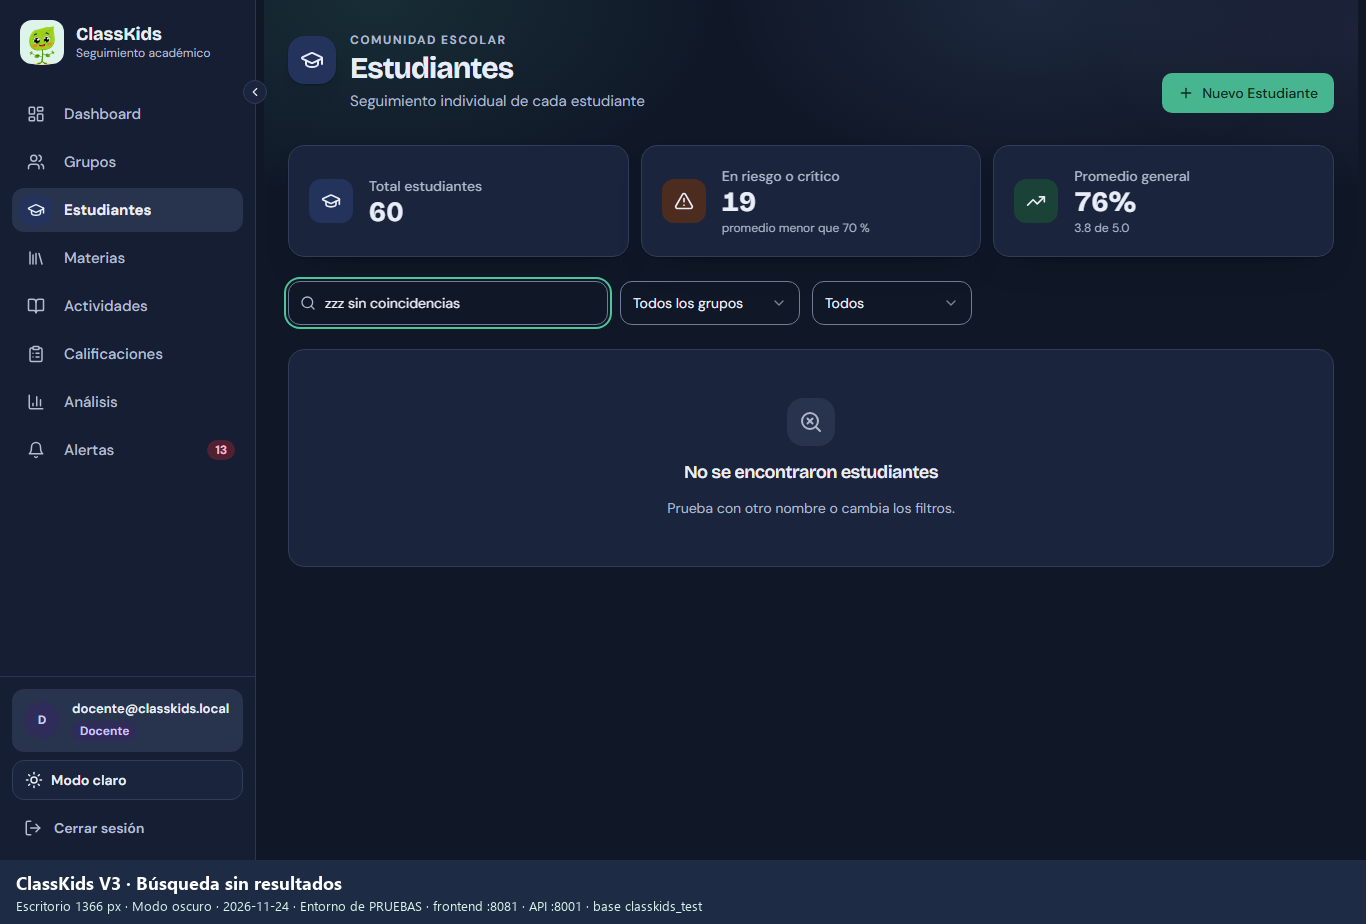 ClassKids
Seguimiento académico
Dashboard
Grupos
Estudiantes
Materias
Actividades
Calificaciones
Análisis
Alertas
13
D
docente@classkids.local
Docente
Modo claro
Cerrar sesión
COMUNIDAD ESCOLAR
Estudiantes
Seguimiento individual de cada estudiante
Nuevo Estudiante
Total estudiantes
60
En riesgo o crítico
19
promedio menor que 70 %
Promedio general
76%
3.8 de 5.0
zzz sin coincidencias
Todos los grupos
Todos
No se encontraron estudiantes
Prueba con otro nombre o cambia los filtros.
ClassKids V3 · Búsqueda sin resultados
Escritorio 1366 px · Modo oscuro · 2026-11-24 · Entorno de PRUEBAS · frontend :8081 · API :8001 · base classkids_test